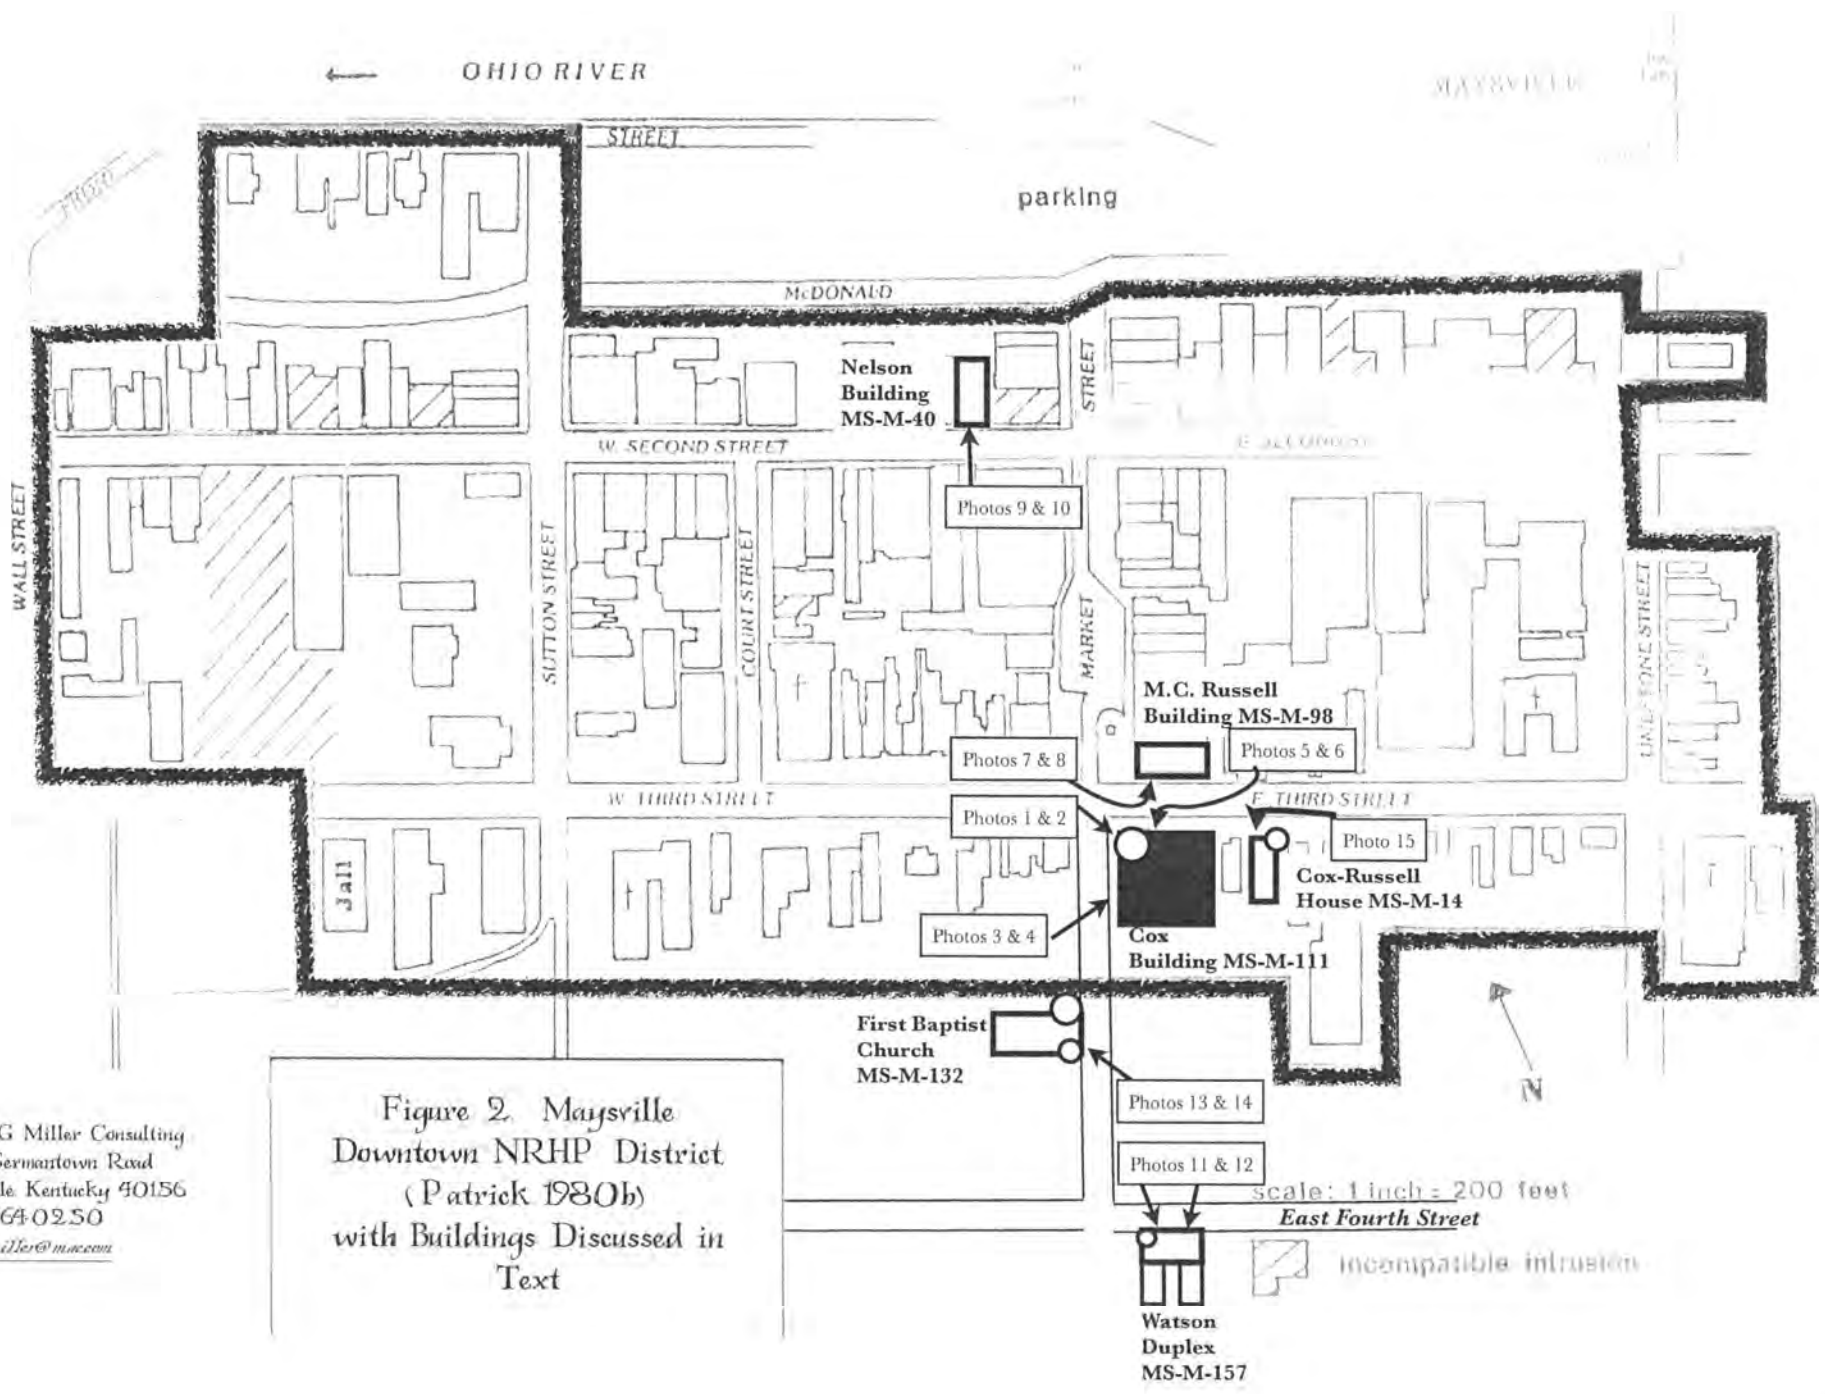 OHIO RIVER
STREET
parking
McDONALD
Nelson
Building
MS-M-40
STREET
W. SECOND STREET
Photos 9 & 10
WALL STREET
SUTTON STREET
COURT STREET
MARKET
M.C. Russell
Building MS-M-98
Photos 7 & 8
Photos 5 & 6
W. THIRD STREET
E. THIRD STREET
Photos 1 & 2
Photo 15
Jail
Cox-Russell
House MS-M-14
Photos 3 & 4
Cox
Building MS-M-111
First Baptist
Church
MS-M-132
N
Photos 13 & 14
Photos 11 & 12
Figure 2. Maysville
Downtown NRHP District
(Patrick 1980b)
with Buildings Discussed in
Text
G Miller Consulting
Kentucky 40156
640250
scale: 1 inch = 200 feet
East Fourth Street
incompatible intrusion
Watson
Duplex
MS-M-157